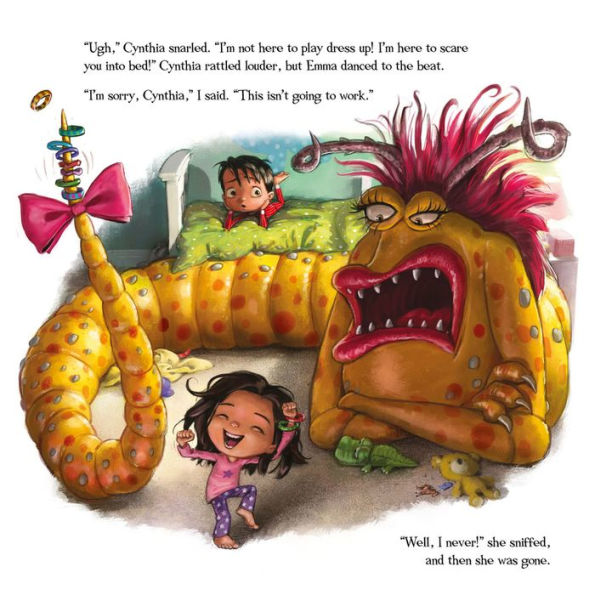 “Ugh,” Cynthia snarled. “I’m not here to play dress up! I’m here to scare
you into bed!” Cynthia rattled louder, but Emma danced to the beat.
“I’m sorry, Cynthia,” I said. “This isn’t going to work.”
“Well, I never!” she sniffed,
and then she was gone.